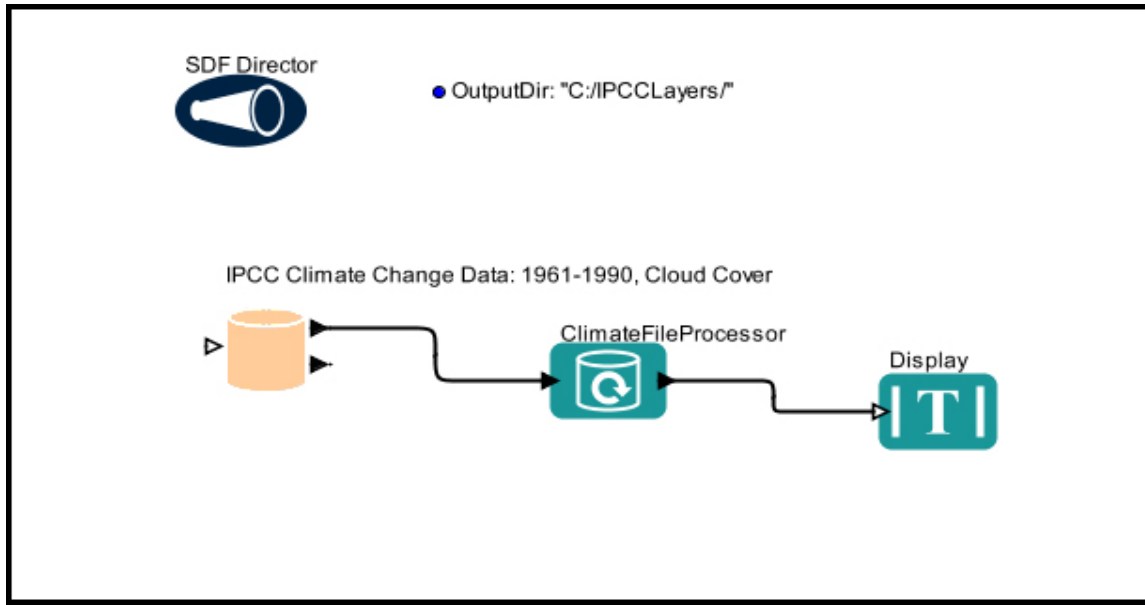 SDF Director
OutputDir: "C:/IPCCLayers/"
IPCC Climate Change Data: 1961-1990, Cloud Cover
ClimateFileProcessor
Display
T